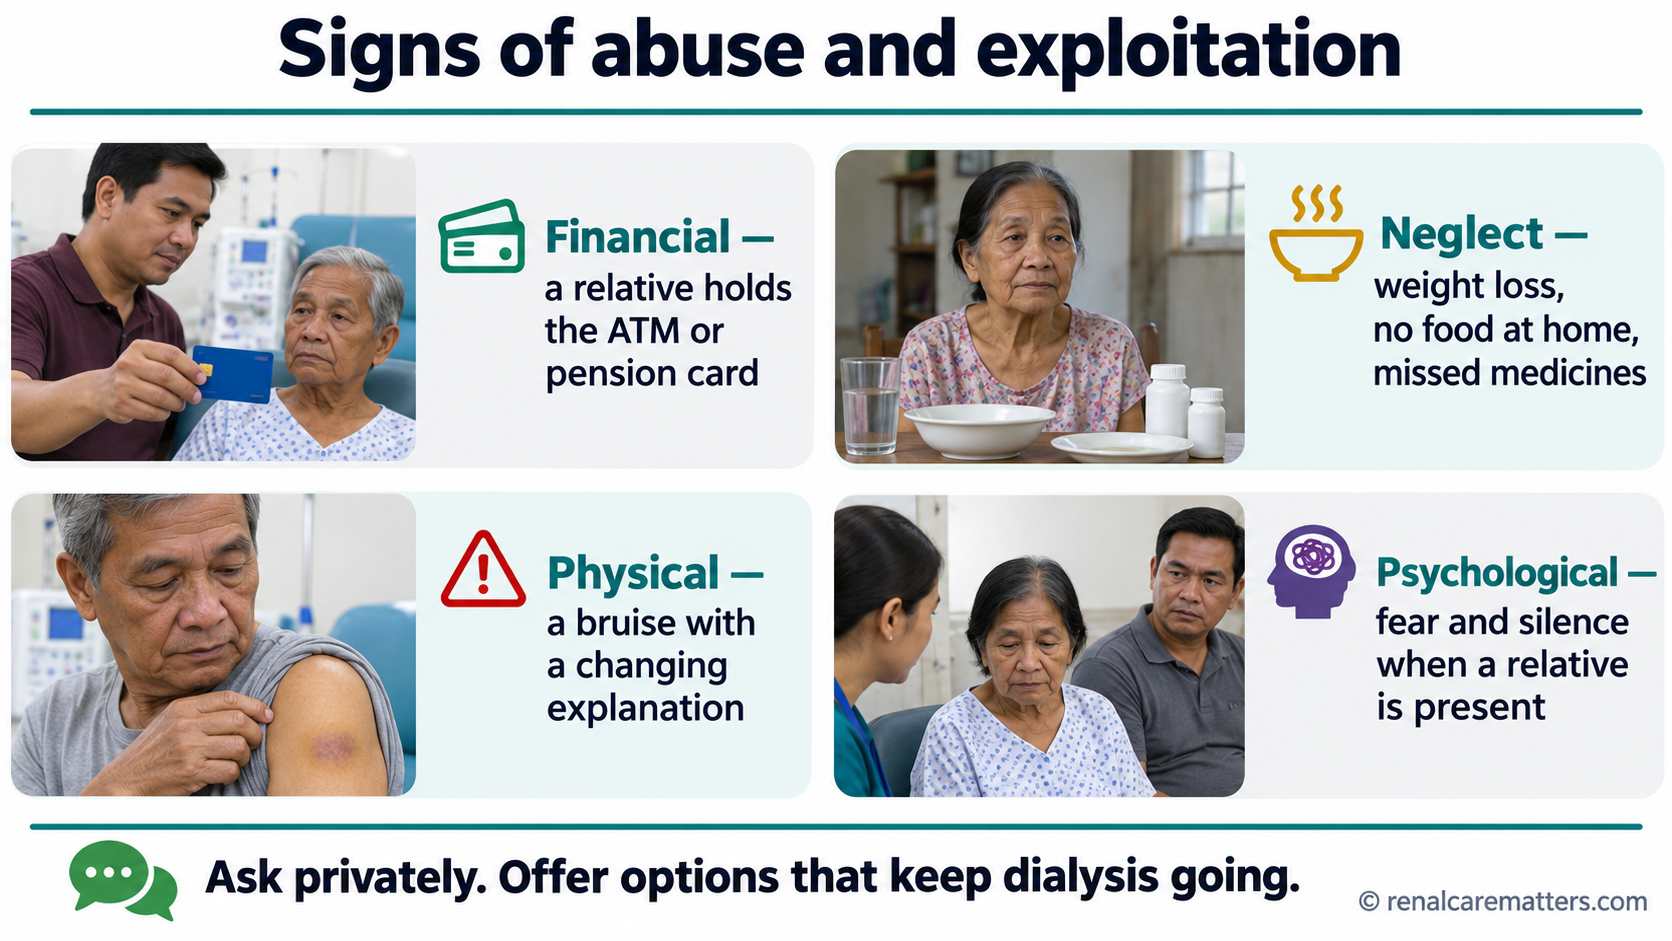 Signs of abuse and exploitation
Financial —
a relative holds
the ATM or
pension card
Neglect —
weight loss,
no food at home,
missed medicines
Physical —
a bruise with
a changing
explanation
Psychological —
fear and silence
when a relative
is present
Ask privately. Offer options that keep dialysis going.
© renalcarematters.com